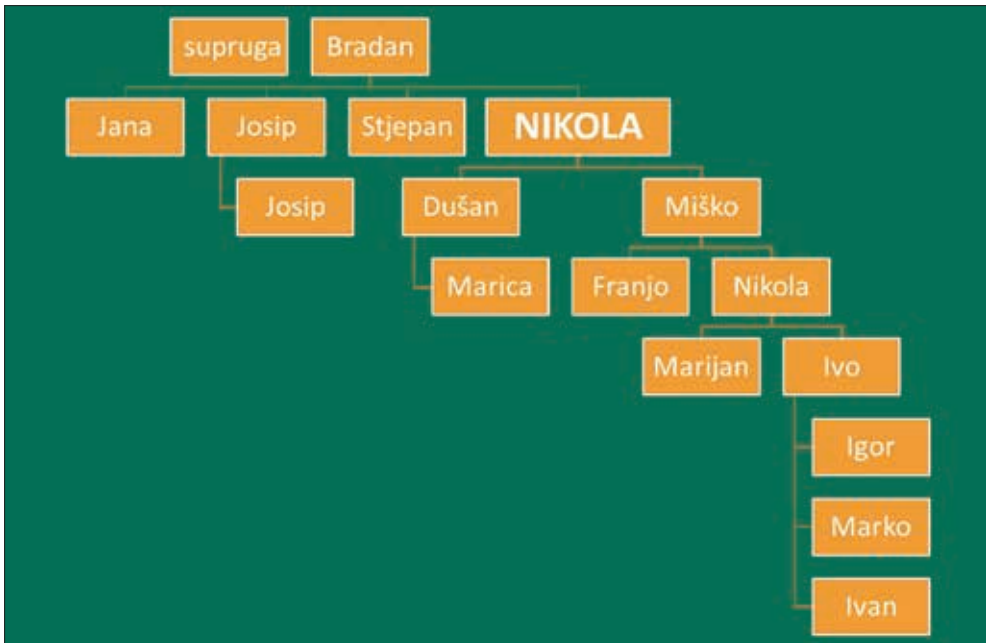 supruga Bradan
Jana Josip Stjepan NIKOLA
Josip Dušan Miško
Marica Franjo Nikola
Marijan Ivo
Igor
Marko
Ivan